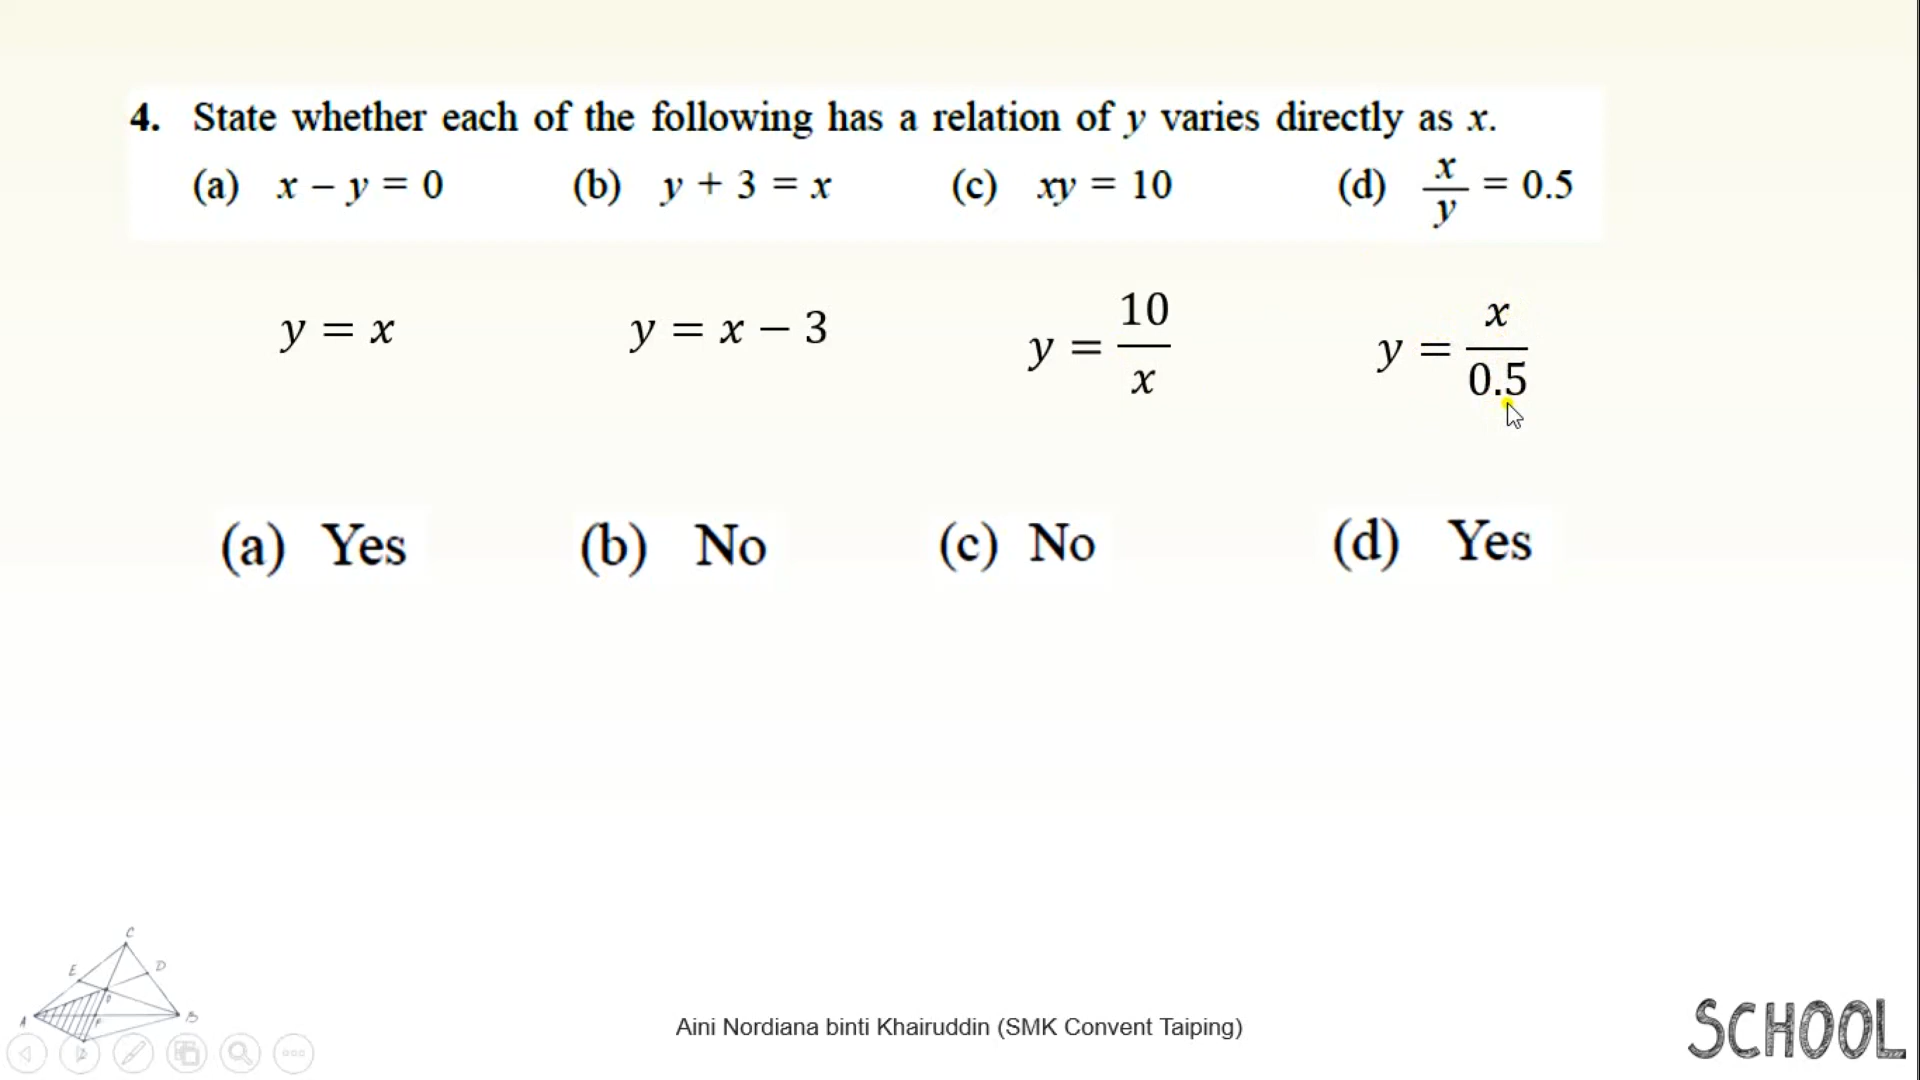 4. State whether each of the following has a relation of y varies directly as x.
(a) x – y = 0 (b) y + 3 = x (c) xy = 10 (d) x/y = 0.5
y = x y = x − 3 y = 10/x y = x/0.5
(a) Yes (b) No (c) No (d) Yes
C
E D
A B
Aini Nordiana binti Khairuddin (SMK Convent Taiping)
SCHOOL